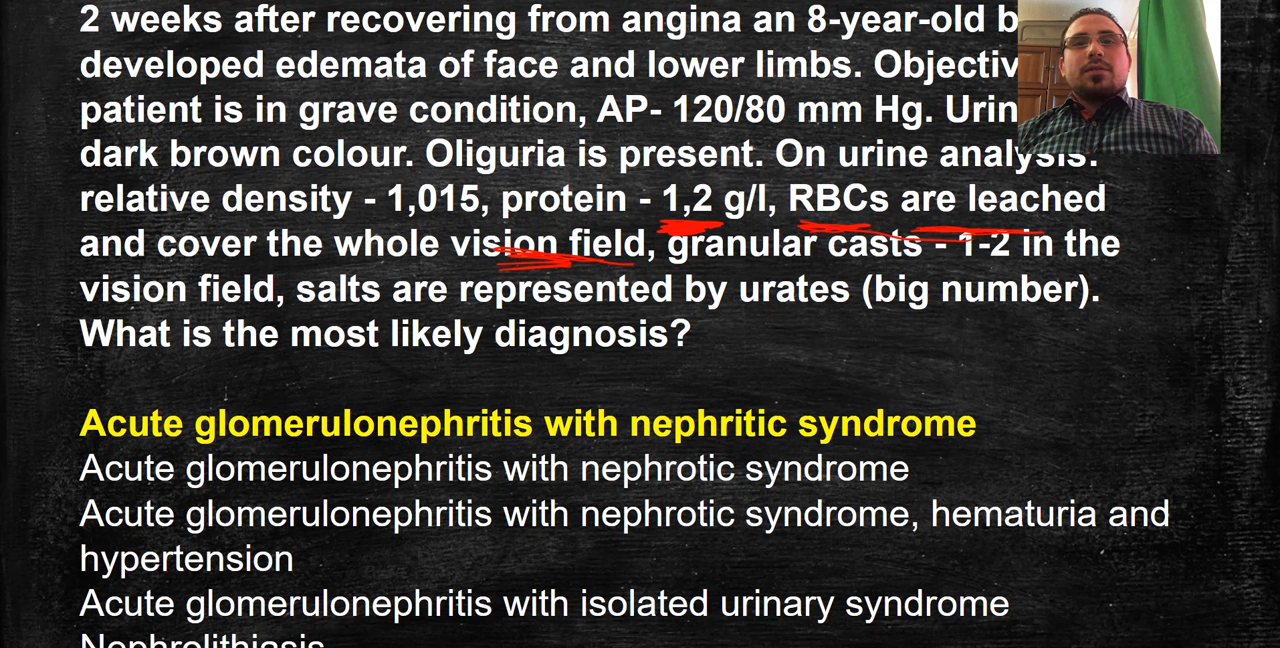 2 weeks after recovering from angina an 8-year-old b
developed edemata of face and lower limbs. Objectiv
patient is in grave condition, AP- 120/80 mm Hg. Urin
dark brown colour. Oliguria is present. On urine analysis:
relative density - 1,015, protein - 1,2 g/l, RBCs are leached
and cover the whole vision field, granular casts - 1-2 in the
vision field, salts are represented by urates (big number).
What is the most likely diagnosis?
Acute glomerulonephritis with nephritic syndrome
Acute glomerulonephritis with nephrotic syndrome
Acute glomerulonephritis with nephrotic syndrome, hematuria and
hypertension
Acute glomerulonephritis with isolated urinary syndrome
Nephrolithiasis